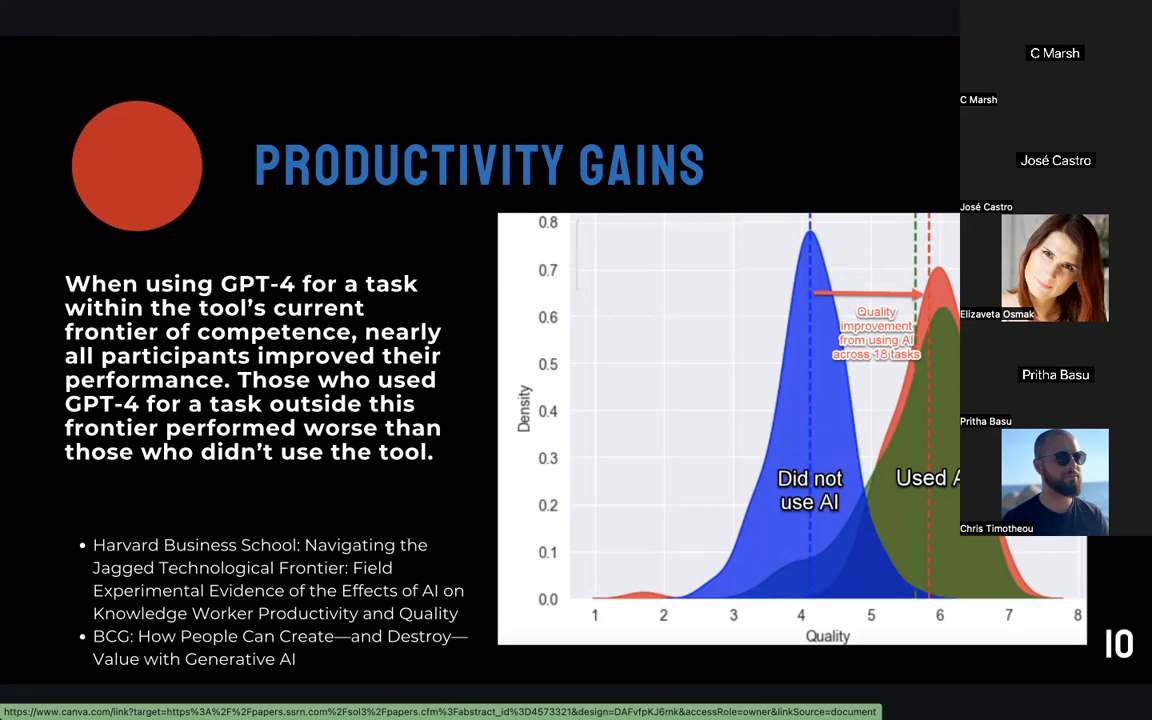 PRODUCTIVITY GAINS
When using GPT-4 for a task
within the tool's current
frontier of competence, nearly
all participants improved their
performance. Those who used
GPT-4 for a task outside this
frontier performed worse than
those who didn't use the tool.
• Harvard Business School: Navigating the
Jagged Technological Frontier: Field
Experimental Evidence of the Effects of AI on
Knowledge Worker Productivity and Quality
• BCG: How People Can Create—and Destroy—
Value with Generative AI
0.8
0.7
0.6
0.5
0.4
0.3
0.2
0.1
0.0
Density
Quality
improvement
from using AI
across 18 tasks
Did not
use AI
Used
1 2 3 4 5 6 7 8
Quality
10
C Marsh
C Marsh
José Castro
José Castro
Elizaveta Osmak
Pritha Basu
Pritha Basu
Chris Timotheou
https://www.canva.com/link?target=https%3A%2F%2Fpapers.ssrn.com%2Fsol3%2Fpapers.cfm%3Fabstract_id%3D4573321&design=DAFvfpKJ6mk&accessRole=owner&linkSource=document